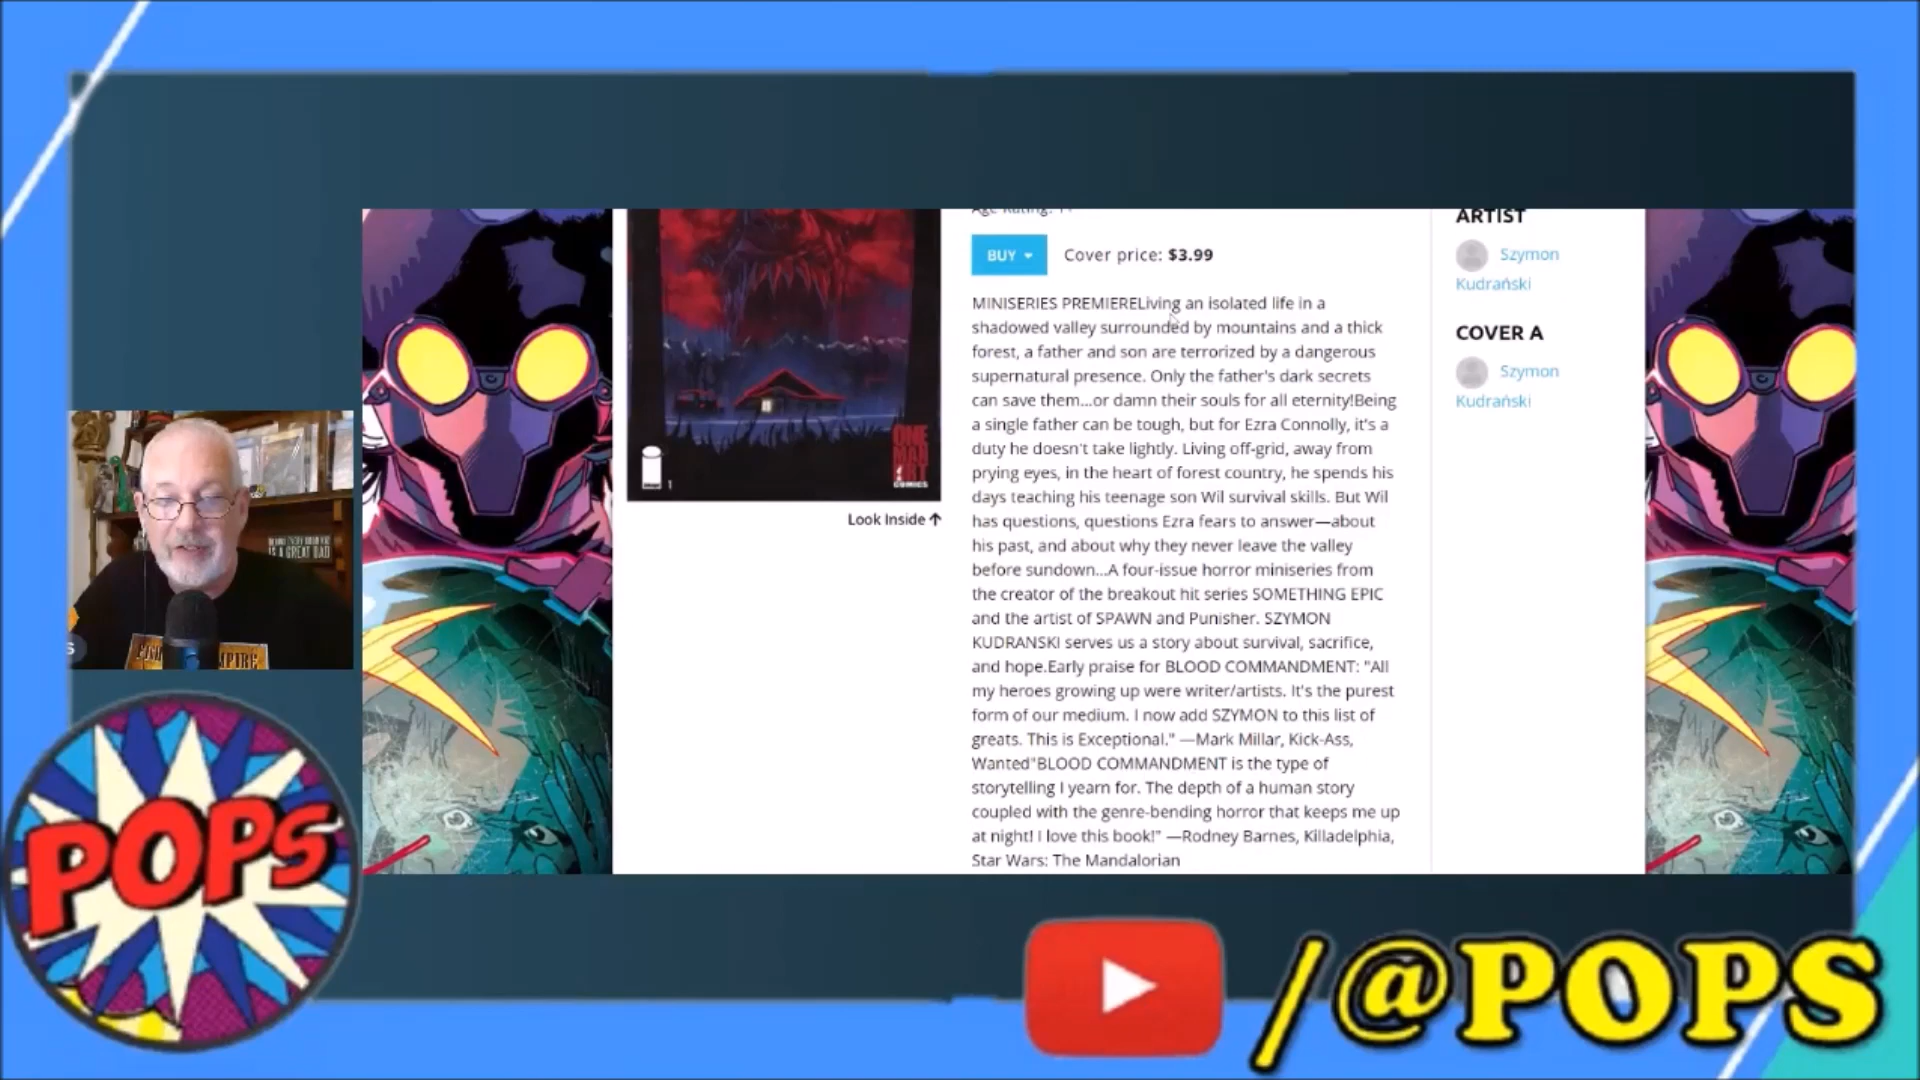 BUY
Cover price: $3.99
MINISERIES PREMIERELiving an isolated life in a
shadowed valley surrounded by mountains and a thick
forest, a father and son are terrorized by a dangerous
supernatural presence. Only the father's dark secrets
can save them...or damn their souls for all eternity!Being
a single father can be tough, but for Ezra Connolly, it's a
duty he doesn't take lightly. Living off-grid, away from
prying eyes, in the heart of forest country, he spends his
days teaching his teenage son Wil survival skills. But Wil
has questions, questions Ezra fears to answer—about
his past, and about why they never leave the valley
before sundown...A four-issue horror miniseries from
the creator of the breakout hit series SOMETHING EPIC
and the artist of SPAWN and Punisher. SZYMON
KUDRANSKI serves us a story about survival, sacrifice,
and hope.Early praise for BLOOD COMMANDMENT: "All
my heroes growing up were writer/artists. It's the purest
form of our medium. I now add SZYMON to this list of
greats. This is Exceptional." —Mark Millar, Kick-Ass,
Wanted"BLOOD COMMANDMENT is the type of
storytelling I yearn for. The depth of a human story
coupled with the genre-bending horror that keeps me up
at night! I love this book!" —Rodney Barnes, Killadelphia,
Star Wars: The Mandalorian
ARTIST
Szymon
Kudrański
COVER A
Szymon
Kudrański
Look Inside
IS A GREAT DAD
POPS
/@POPS